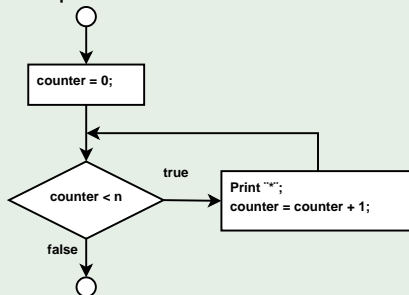 counter = 0;
true
counter < n
Print "*";
counter = counter + 1;
false